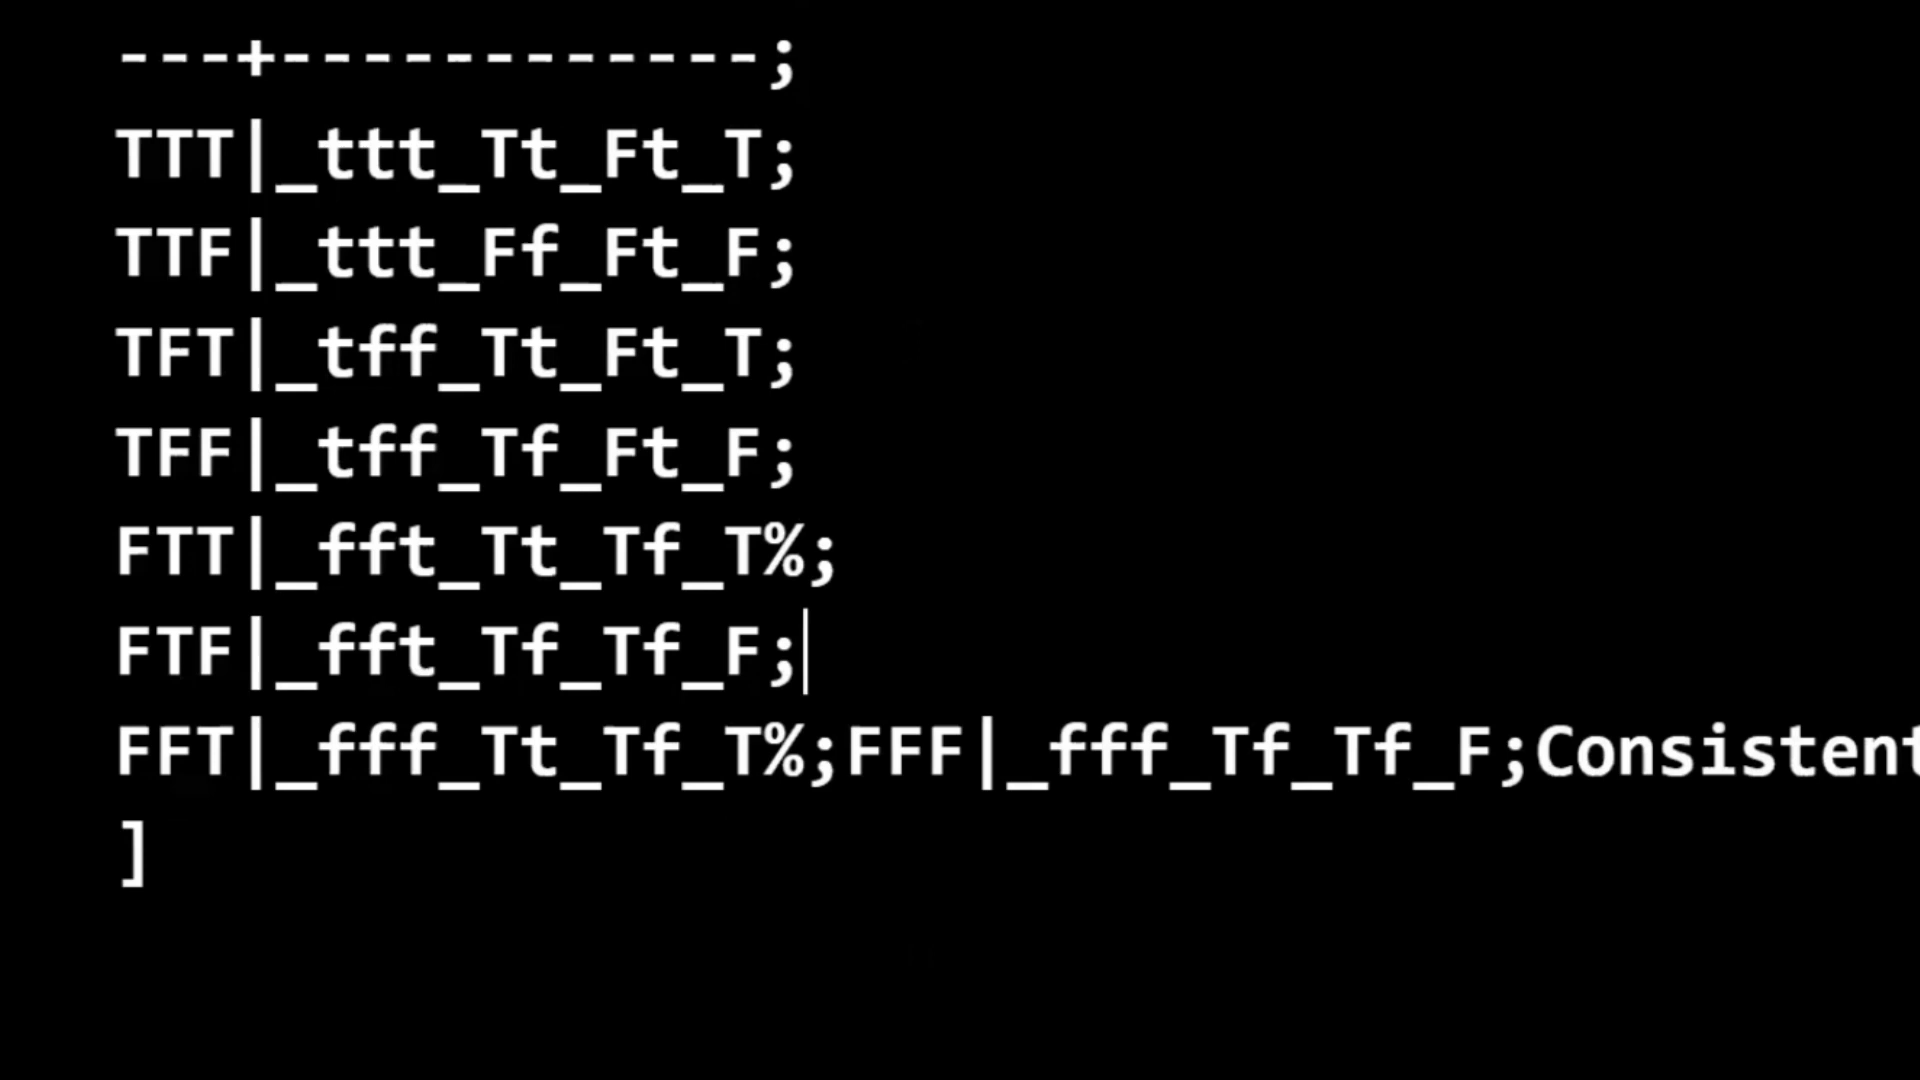 ---+------------;
TTT|_ttt_Tt_Ft_T;
TTF|_ttt_Ff_Ft_F;
TFT|_tff_Tt_Ft_T;
TFF|_tff_Tf_Ft_F;
FTT|_fft_Tt_Tf_T%;
FTF|_fft_Tf_Tf_F;
FFT|_fff_Tt_Tf_T%;FFF|_fff_Tf_Tf_F;Consistent
]